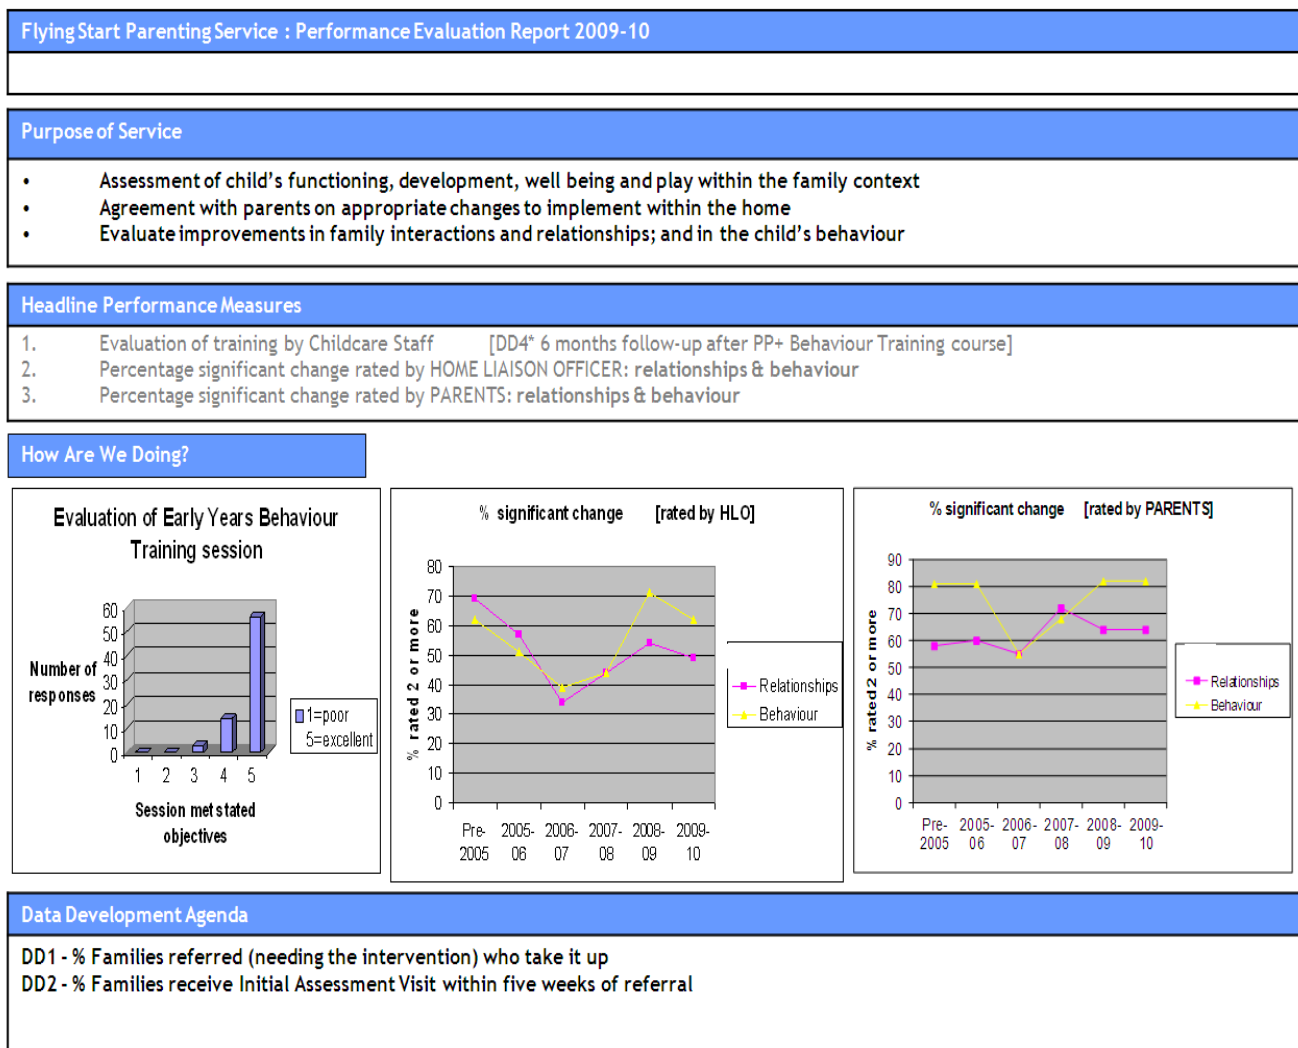 Flying Start Parenting Service : Performance Evaluation Report 2009-10
Purpose of Service
• Assessment of child's functioning, development, well being and play within the family context
• Agreement with parents on appropriate changes to implement within the home
• Evaluate improvements in family interactions and relationships; and in the child's behaviour
Headline Performance Measures
1. Evaluation of training by Childcare Staff [DD4* 6 months follow-up after PP+ Behaviour Training course]
2. Percentage significant change rated by HOME LIAISON OFFICER: relationships & behaviour
3. Percentage significant change rated by PARENTS: relationships & behaviour
How Are We Doing?
Evaluation of Early Years Behaviour
Training session
Number of
responses
60
50
40
30
20
10
0
1 2 3 4 5
Session met stated
objectives
1=poor
5=excellent
% significant change [rated by HLO]
% rated 2 or more
80
70
60
50
40
30
20
10
0
Pre- 2005- 2006- 2007- 2008- 2009-
2005 06 07 08 09 10
Relationships
Behaviour
% significant change [rated by PARENTS]
% rated 2 or more
90
80
70
60
50
40
30
20
10
0
Pre- 2005- 2006- 2007- 2008- 2009-
2005 06 07 08 09 10
Relationships
Behaviour
Data Development Agenda
DD1 - % Families referred (needing the intervention) who take it up
DD2 - % Families receive Initial Assessment Visit within five weeks of referral